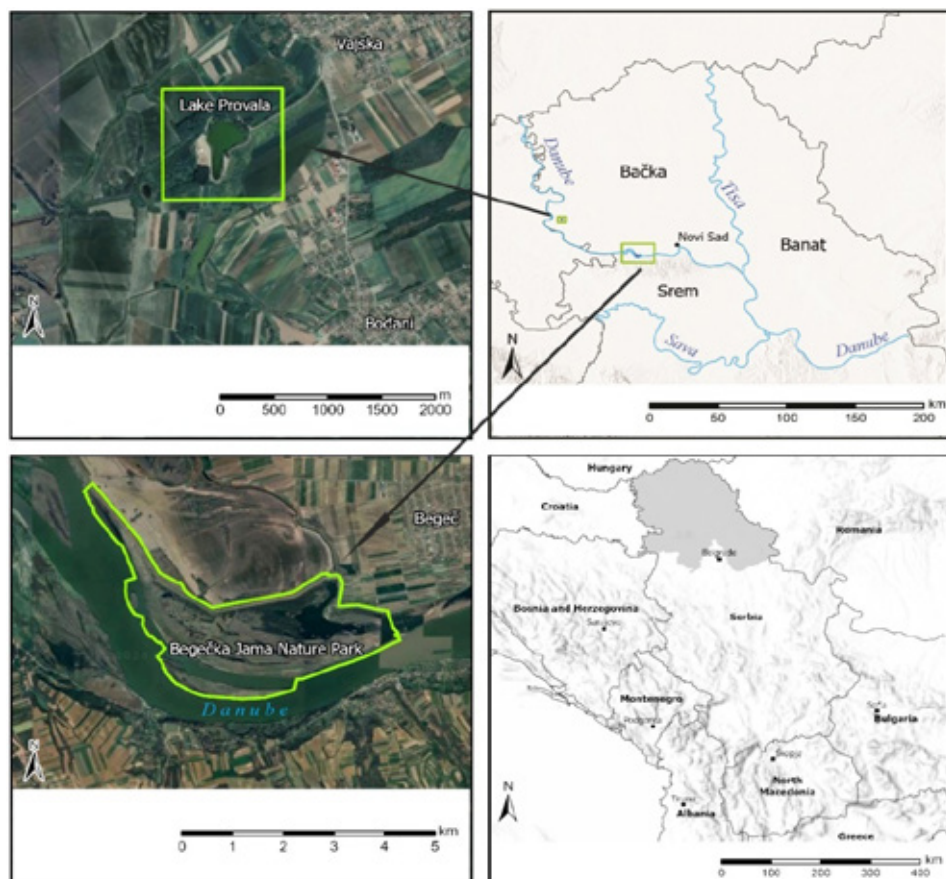 Vajska
Lake Provala
Bođani
N
m
0 500 1000 1500 2000
Danube
Bačka
Tisa
Novi Sad
Banat
Srem
Sava
Danube
N
km
0 50 100 150 200
Begeč
Begečka Jama Nature Park
Danube
N
km
0 1 2 3 4 5
Hungary
Croatia
Romania
Belgrade
Bosnia and Herzegovina
Sarajevo
Serbia
Montenegro
Podgorica
Sofia
Bulgaria
Skopje
North
Macedonia
Tirana
Albania
Greece
N
km
0 100 200 300 400